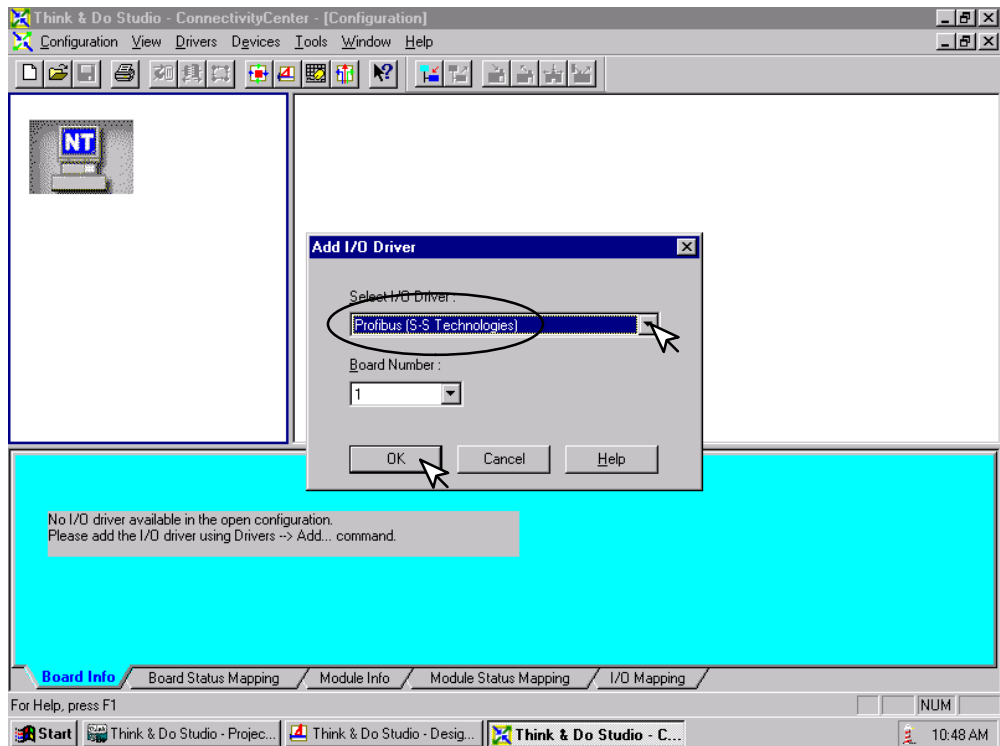 Think & Do Studio - ConnectivityCenter - [Configuration]
Configuration View Drivers Devices Tools Window Help
NT
Add I/O Driver
Select I/O Driver :
Profibus (S-S Technologies)
Board Number :
1
OK Cancel Help
No I/O driver available in the open configuration.
Please add the I/O driver using Drivers --> Add... command.
Board Info Board Status Mapping Module Info Module Status Mapping I/O Mapping
For Help, press F1 NUM
Start Think & Do Studio - Projec... Think & Do Studio - Desig... Think & Do Studio - C... 10:48 AM